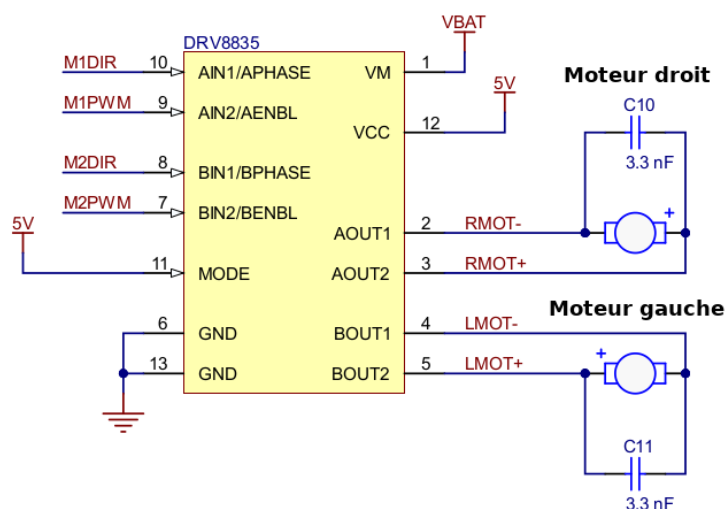 DRV8835
VBAT
M1DIR 10 AIN1/APHASE VM 1
Moteur droit
M1PWM 9 AIN2/AENBL
5V
C10
VCC 12
3.3 nF
M2DIR 8 BIN1/BPHASE
M2PWM 7 BIN2/BENBL
5V
+
AOUT1 2 RMOT-
11 MODE AOUT2 3 RMOT+
Moteur gauche
6 GND BOUT1 4 LMOT-
+
13 GND BOUT2 5 LMOT+
C11
3.3 nF